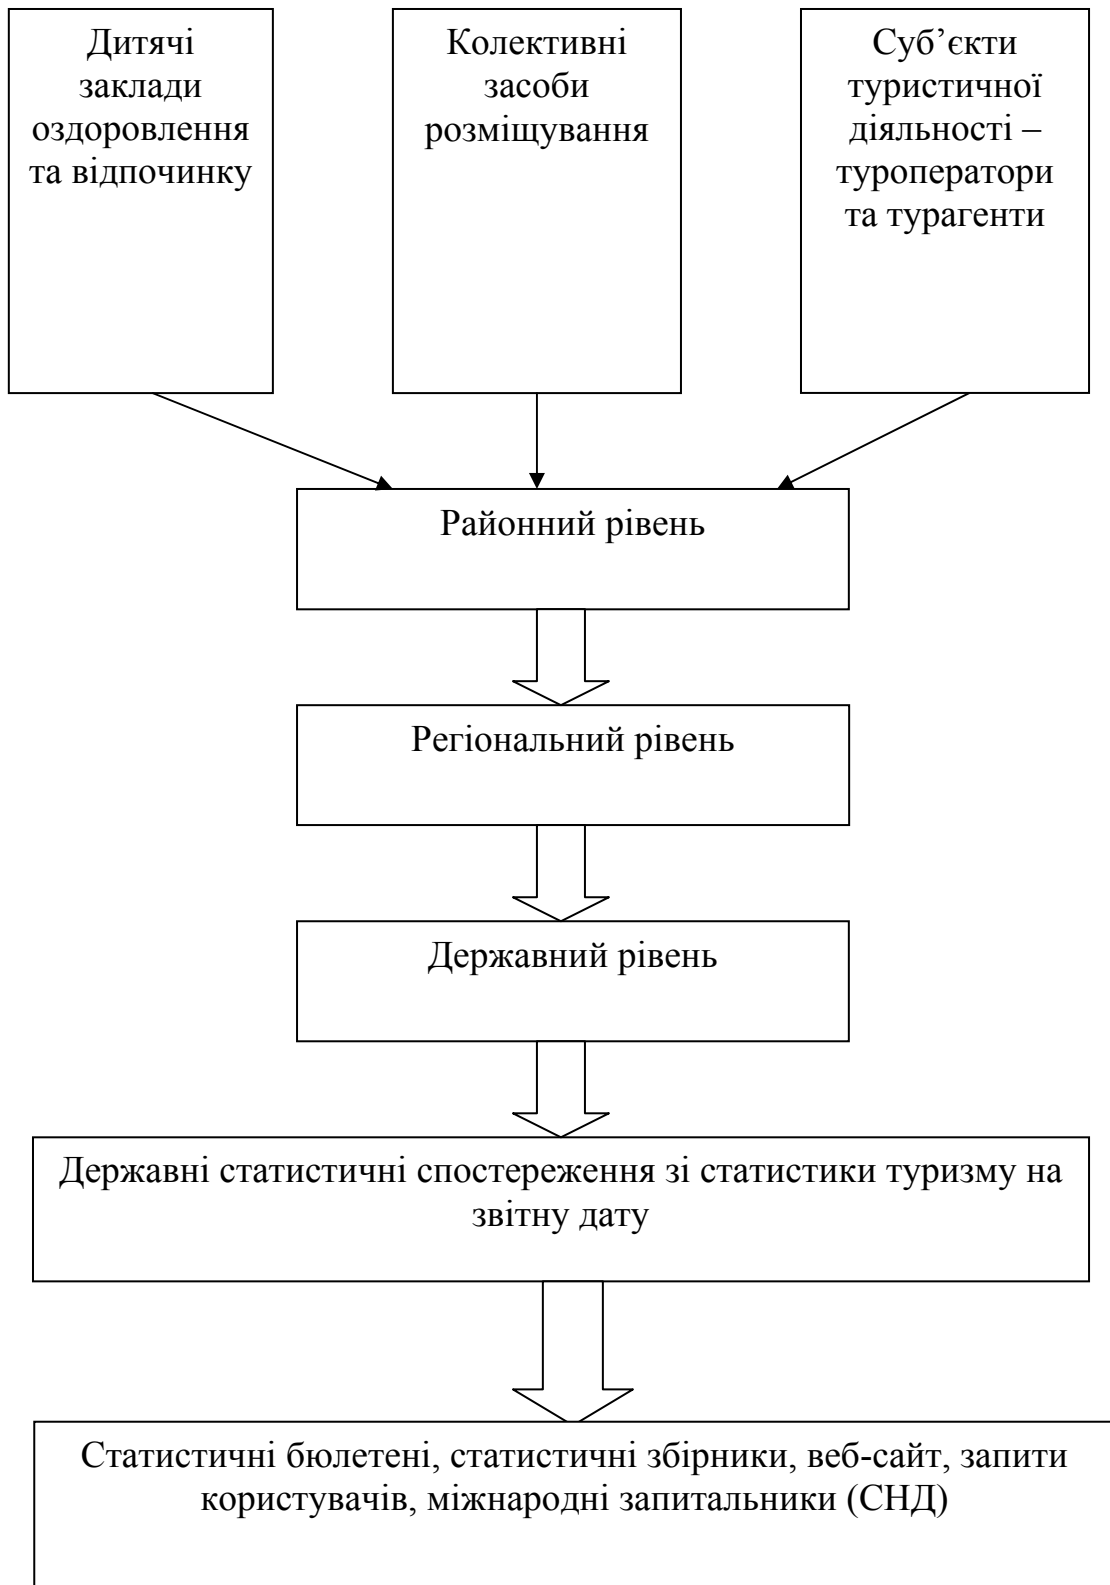 Дитячі
заклади
оздоровлення
та відпочинку
Колективні
засоби
розміщування
Суб’єкти
туристичної
діяльності –
туроператори
та турагенти
Районний рівень
Регіональний рівень
Державний рівень
Державні статистичні спостереження зі статистики туризму на
звітну дату
Статистичні бюлетені, статистичні збірники, веб-сайт, запити
користувачів, міжнародні запитальники (СНД)